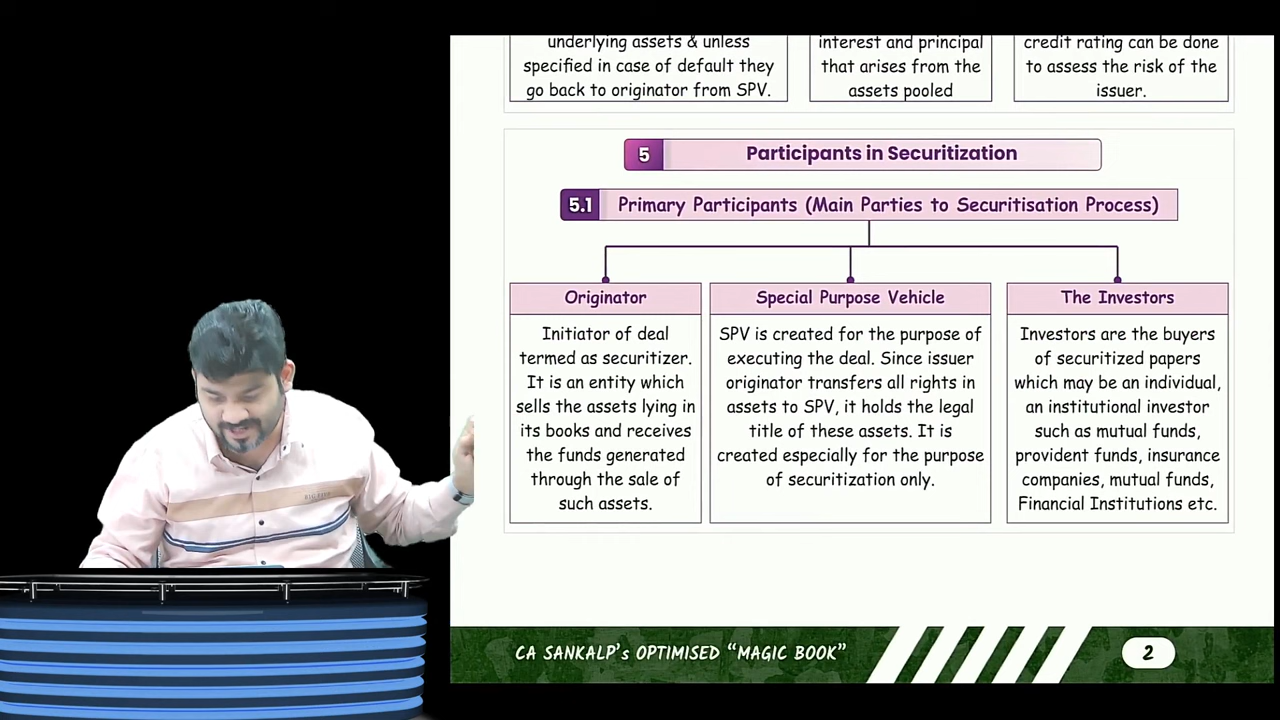 underlying assets & unless
specified in case of default they
go back to originator from SPV.
interest and principal
that arises from the
assets pooled
credit rating can be done
to assess the risk of the
issuer.
5 Participants in Securitization
5.1 Primary Participants (Main Parties to Securitisation Process)
Originator
Initiator of deal
termed as securitizer.
It is an entity which
sells the assets lying in
its books and receives
the funds generated
through the sale of
such assets.
Special Purpose Vehicle
SPV is created for the purpose of
executing the deal. Since issuer
originator transfers all rights in
assets to SPV, it holds the legal
title of these assets. It is
created especially for the purpose
of securitization only.
The Investors
Investors are the buyers
of securitized papers
which may be an individual,
an institutional investor
such as mutual funds,
provident funds, insurance
companies, mutual funds,
Financial Institutions etc.
CA SANKALP's OPTIMISED “MAGIC BOOK” 2